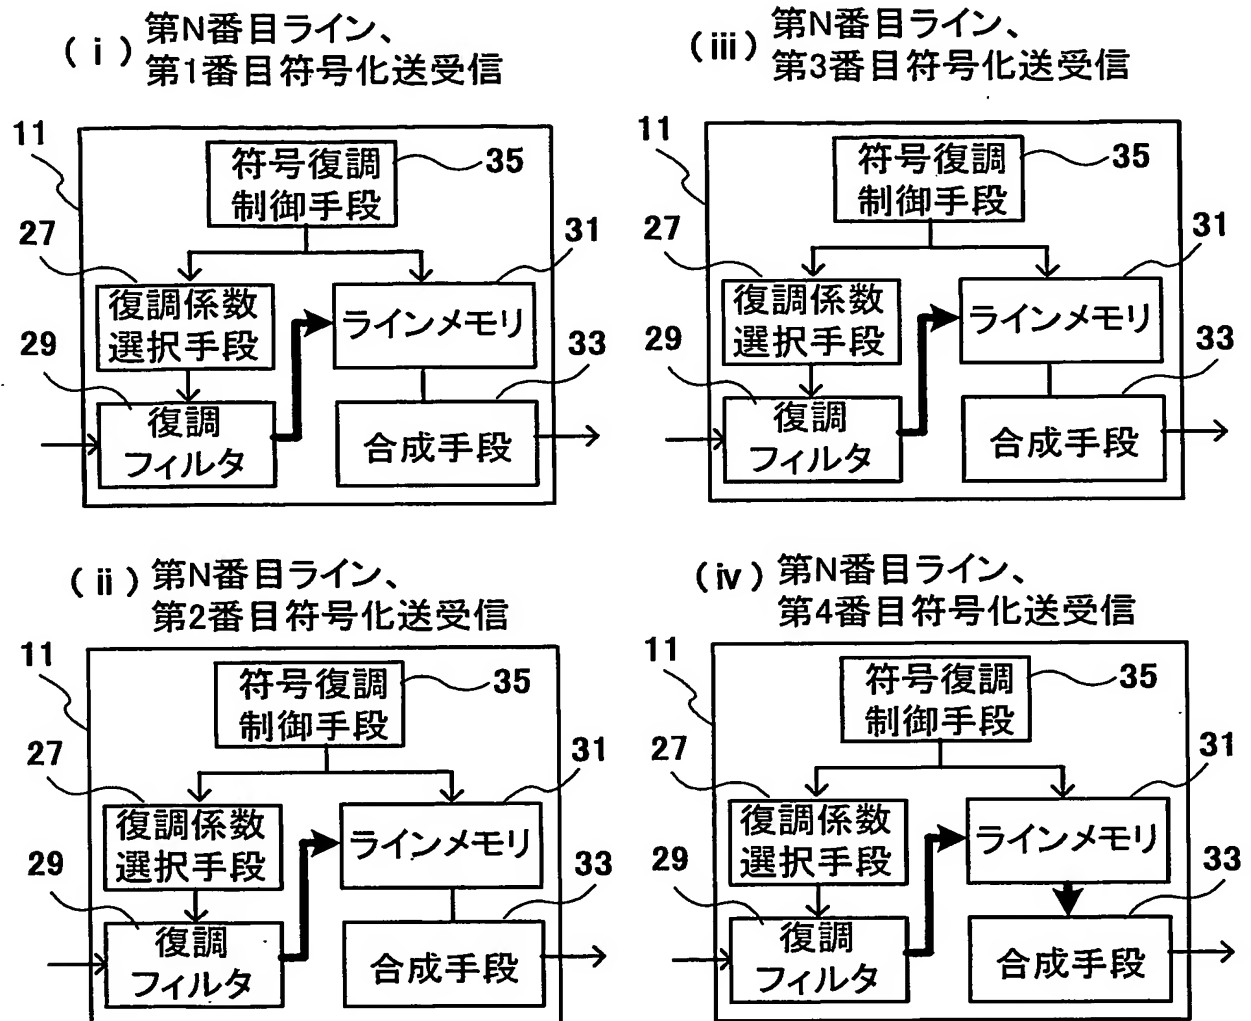 (i) 第N番目ライン、
第1番目符号化送受信
11
符号復調
制御手段
35
27
31
復調係数
選択手段
ラインメモリ
29
33
復調
フィルタ
合成手段
(ii) 第N番目ライン、
第2番目符号化送受信
11
符号復調
制御手段
35
27
31
復調係数
選択手段
ラインメモリ
29
33
復調
フィルタ
合成手段
(iii) 第N番目ライン、
第3番目符号化送受信
11
符号復調
制御手段
35
27
31
復調係数
選択手段
ラインメモリ
29
33
復調
フィルタ
合成手段
(iv) 第N番目ライン、
第4番目符号化送受信
11
符号復調
制御手段
35
27
31
復調係数
選択手段
ラインメモリ
29
33
復調
フィルタ
合成手段